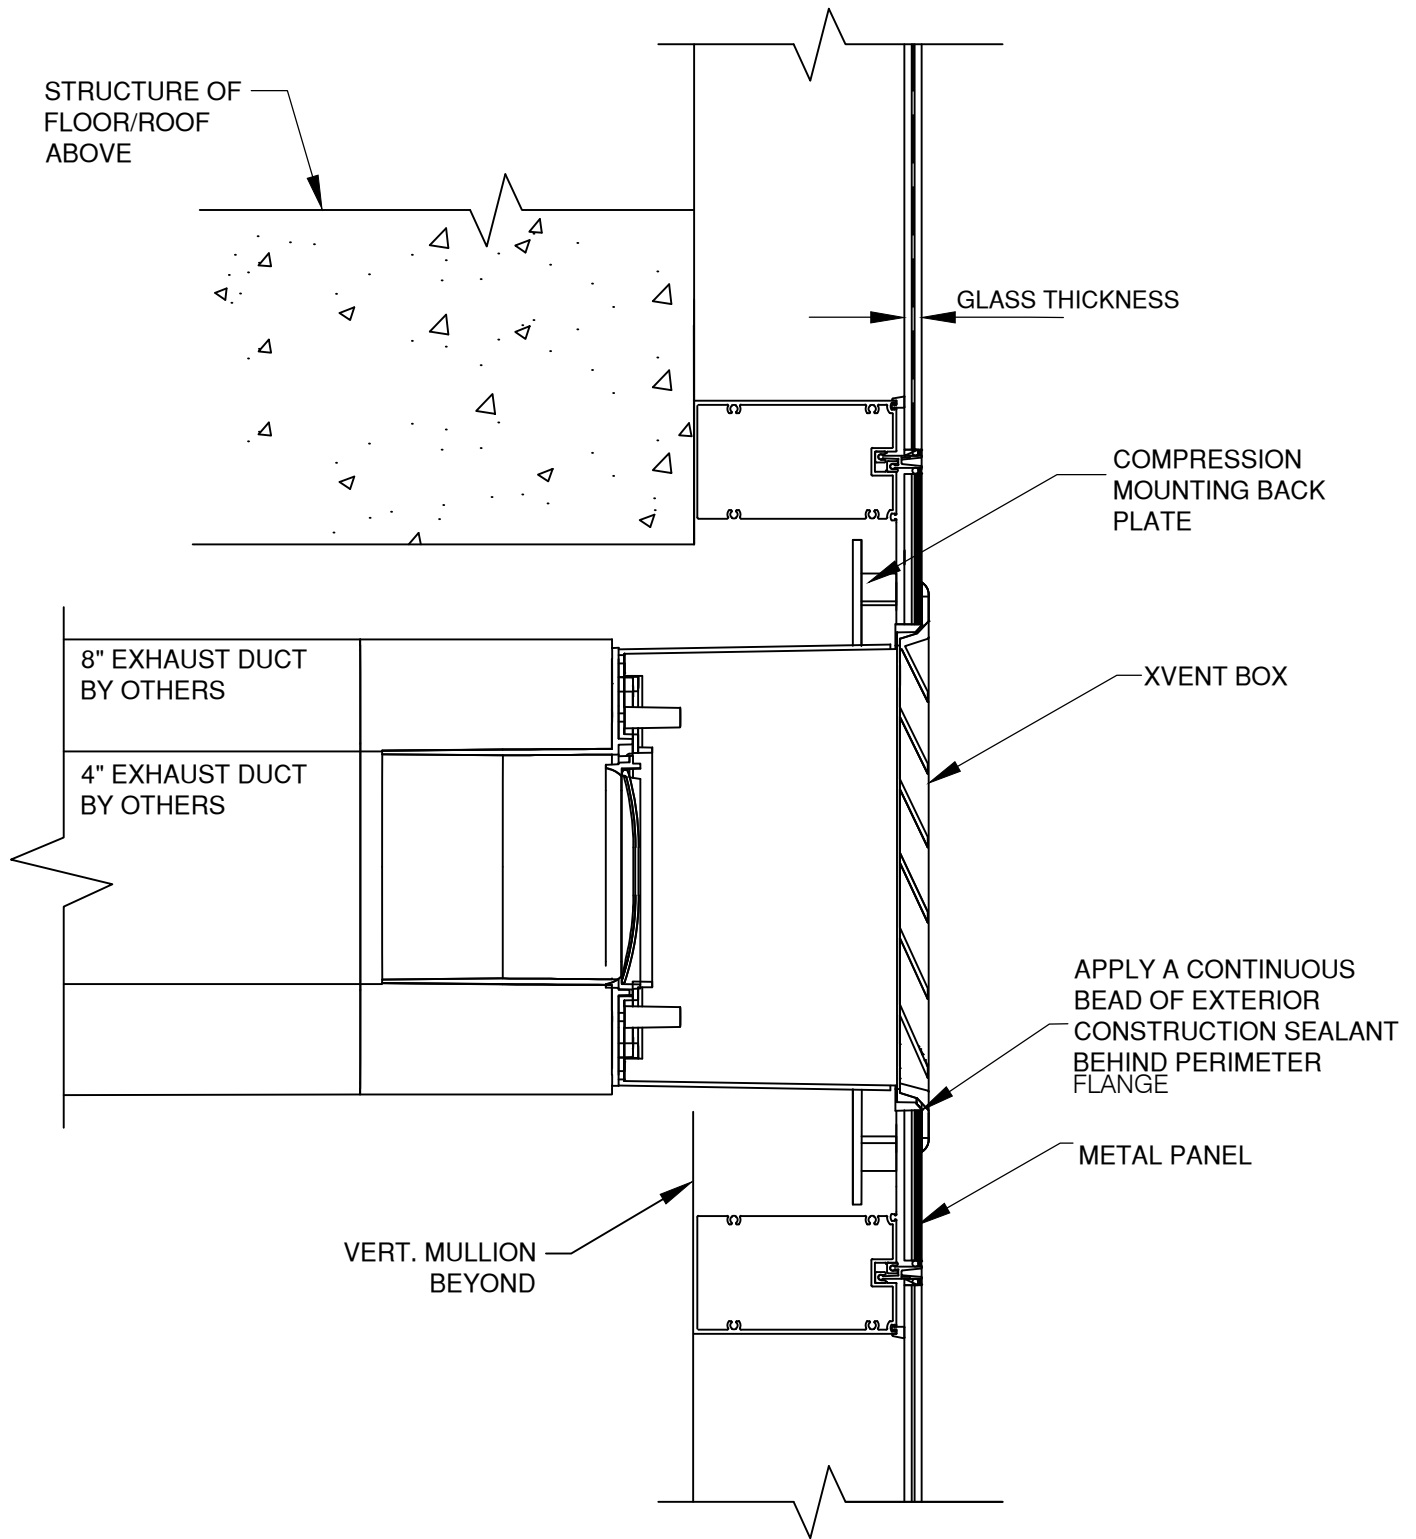 STRUCTURE OF
FLOOR/ROOF
ABOVE
GLASS THICKNESS
COMPRESSION
MOUNTING BACK
PLATE
8" EXHAUST DUCT
BY OTHERS
XVENT BOX
4" EXHAUST DUCT
BY OTHERS
APPLY A CONTINUOUS
BEAD OF EXTERIOR
CONSTRUCTION SEALANT
BEHIND PERIMETER
FLANGE
METAL PANEL
VERT. MULLION
BEYOND